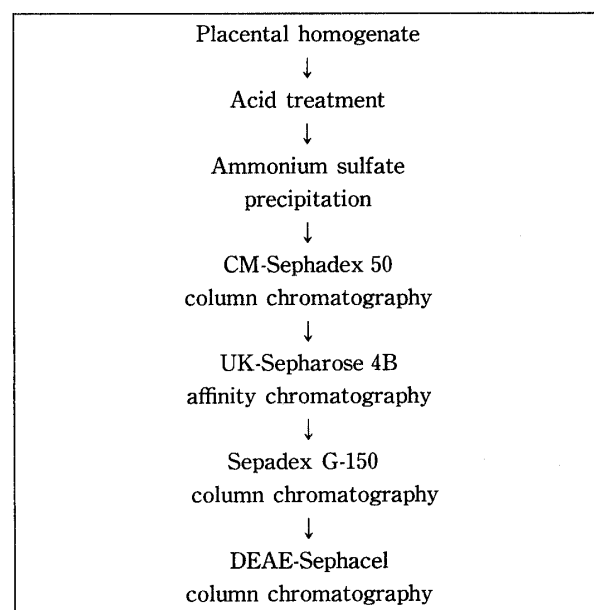 Placental homogenate
↓
Acid treatment
↓
Ammonium sulfate
precipitation
↓
CM-Sephadex 50
column chromatography
↓
UK-Sepharose 4B
affinity chromatography
↓
Sepadex G-150
column chromatography
↓
DEAE-Sephacel
column chromatography